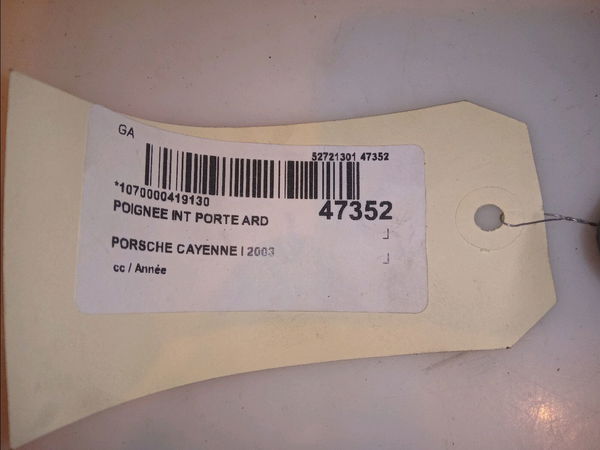 GA
52721301 47352
*1070000419130
47352
POIGNEE INT PORTE ARD
PORSCHE CAYENNE I 2003
cc / Année